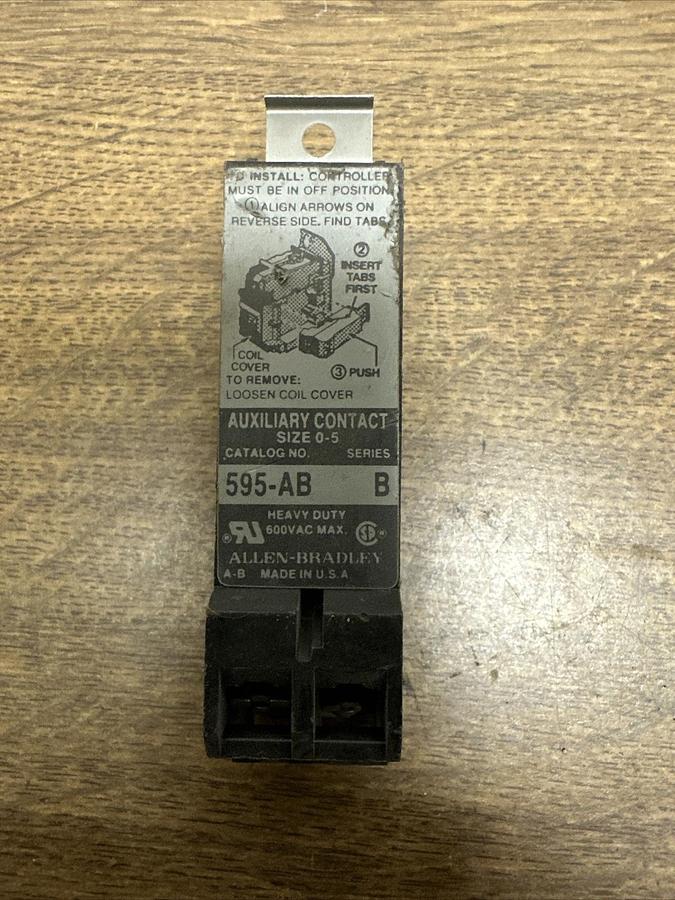 INSTALL: CONTROLLER
MUST BE IN OFF POSITION
① ALIGN ARROWS ON
REVERSE SIDE. FIND TABS
②
INSERT
TABS
FIRST
COIL
COVER
③ PUSH
TO REMOVE:
LOOSEN COIL COVER
AUXILIARY CONTACT
SIZE 0-5
CATALOG NO. SERIES
595-AB B
HEAVY DUTY
600VAC MAX.
ALLEN-BRADLEY
A-B MADE IN U.S.A